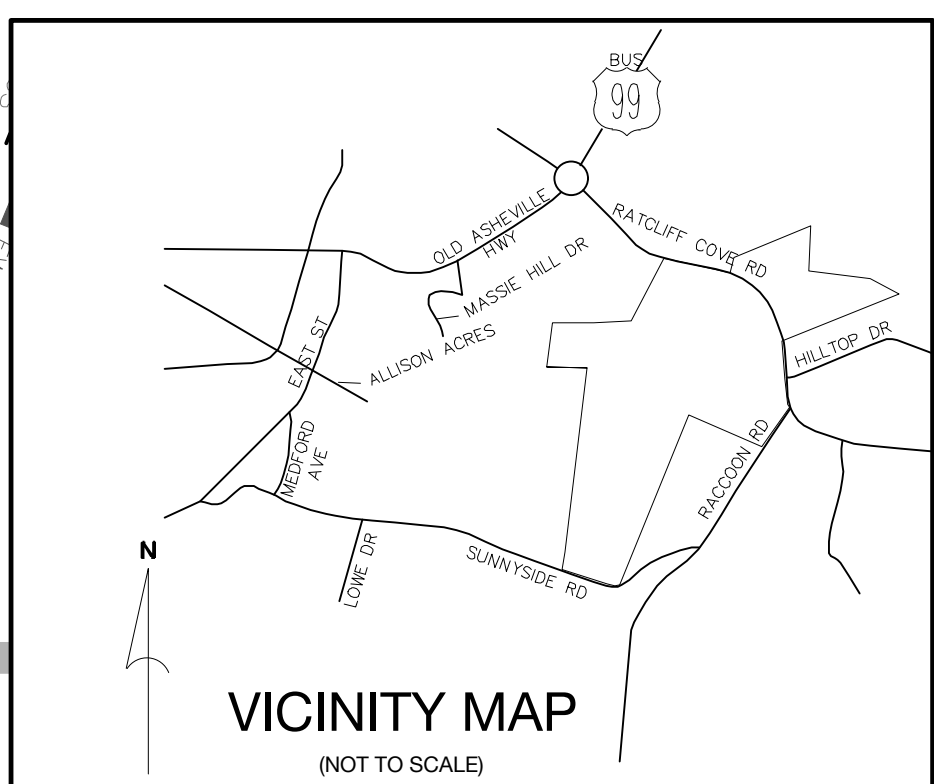 BUS
99
OLD ASHEVILLE
HWY
RATCLIFF COVE RD
MASSIE HILL DR
ALLISON ACRES
EAST ST
HILLTOP DR
MEDFORD
AVE
RACCOON RD
SUNNYSIDE RD
LOWE DR
N
VICINITY MAP
(NOT TO SCALE)